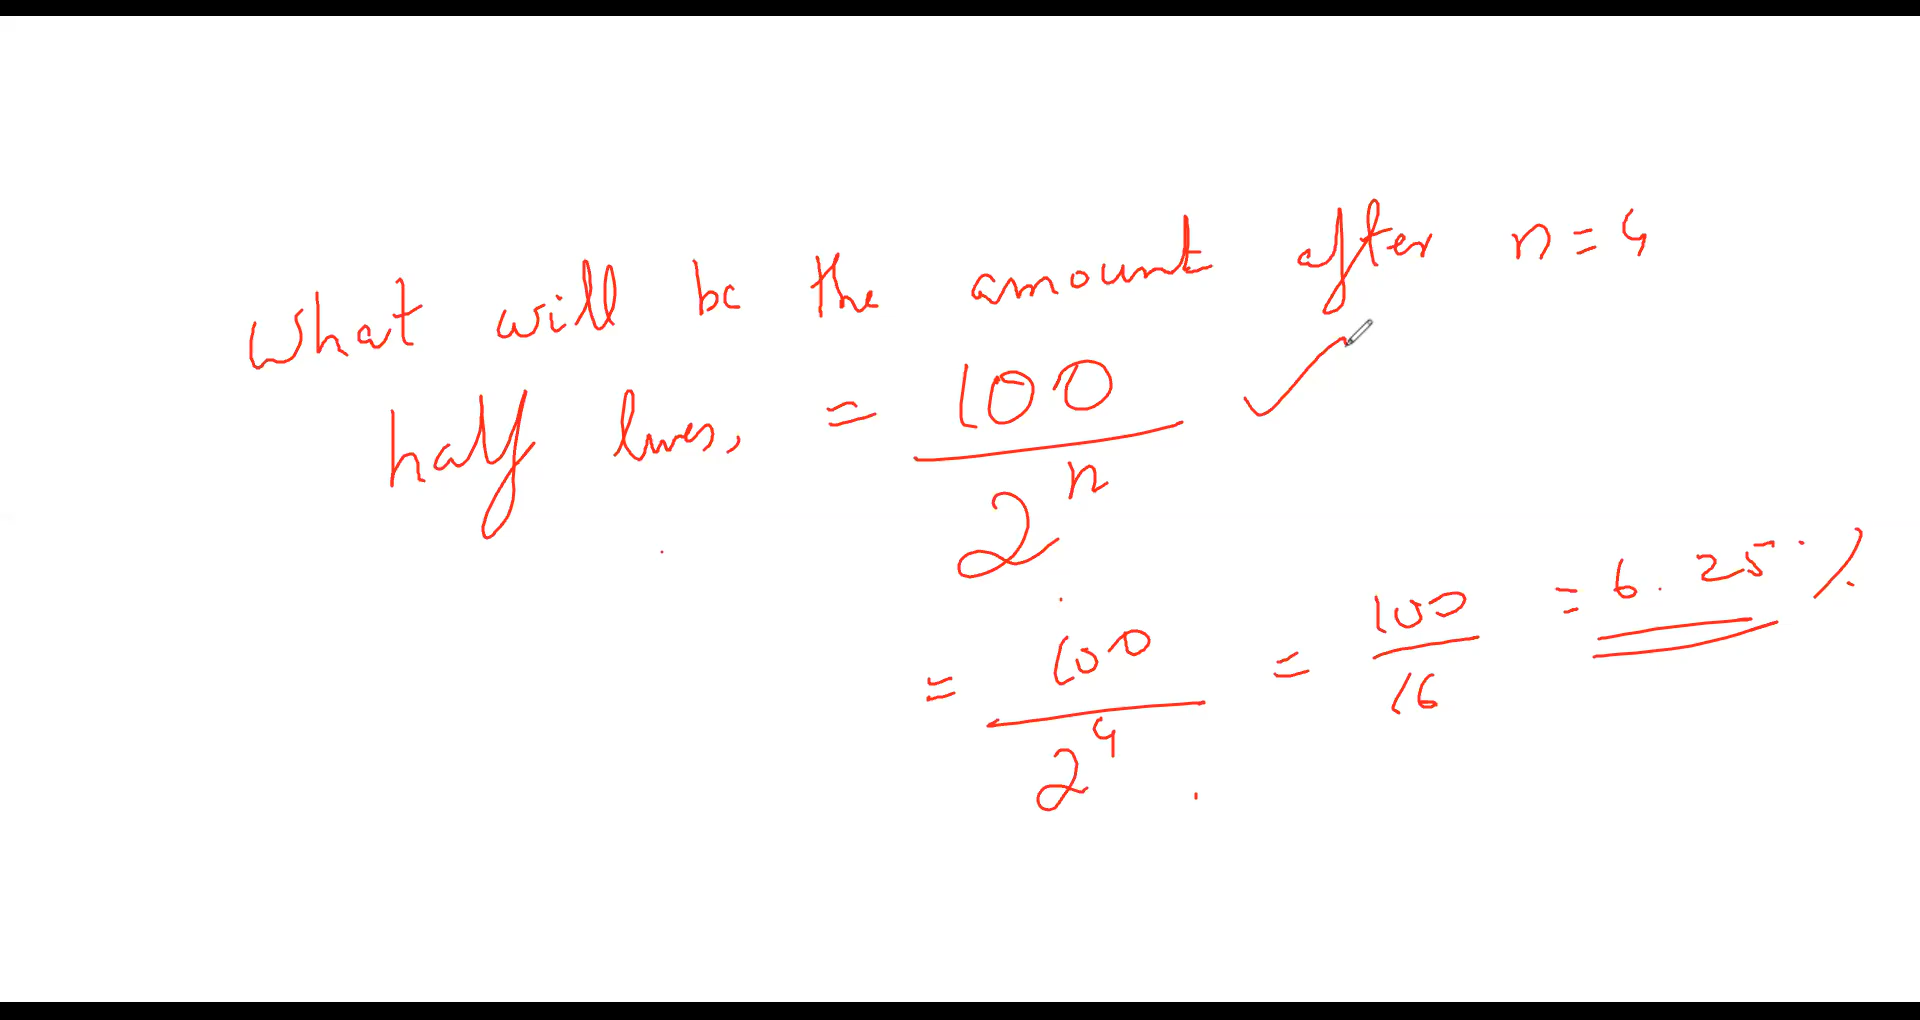 What will be the amount after n = 4
half lives, = 100 / 2^n ✓
= 100 / 2^4 = 100 / 16 = 6.25 %